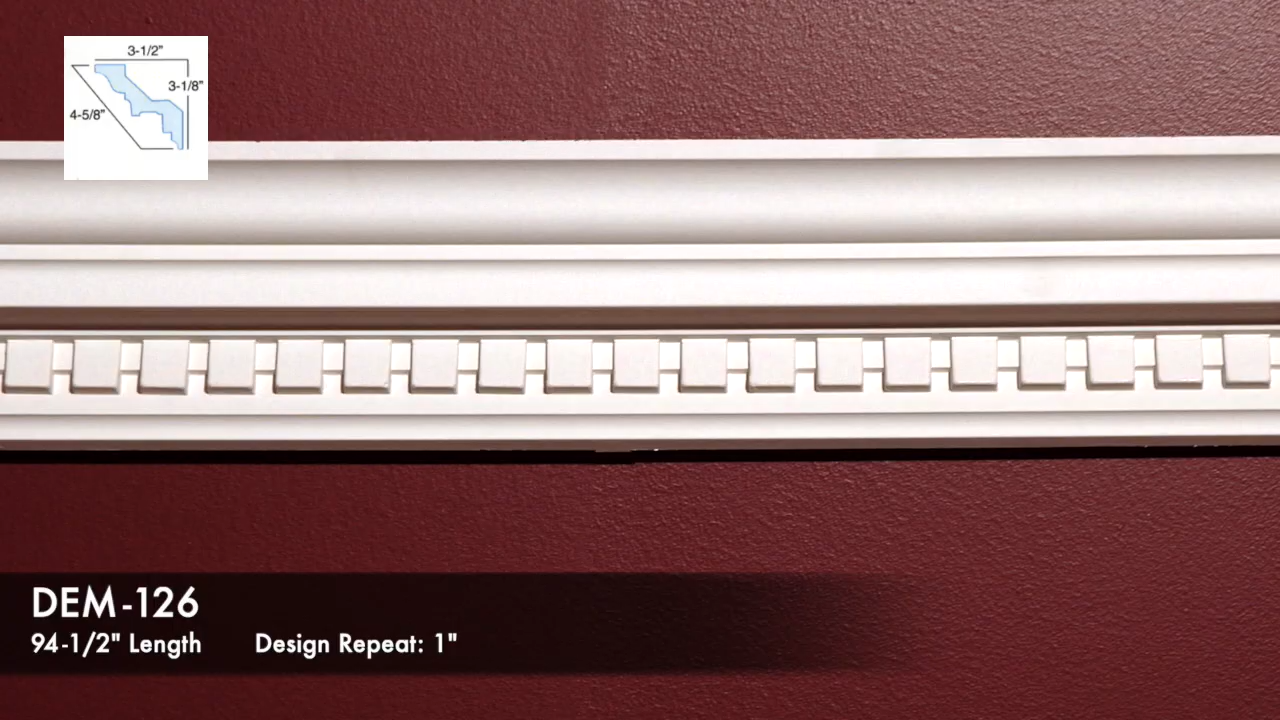 3-1/2"
3-1/8"
4-5/8"
DEM-126
94-1/2" Length Design Repeat: 1"